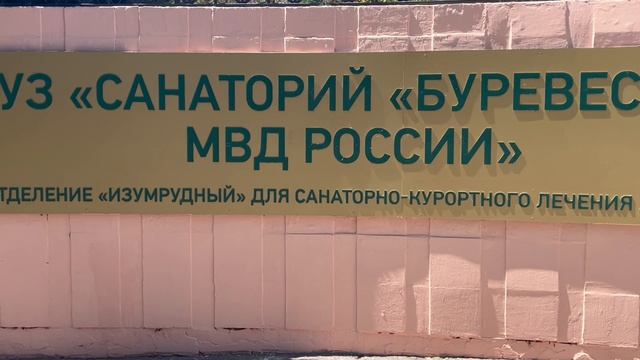 УЗ «САНАТОРИЙ «БУРЕВЕС
МВД РОССИИ»
ТДЕЛЕНИЕ «ИЗУМРУДНЫЙ» ДЛЯ САНАТОРНО-КУРОРТНОГО ЛЕЧЕНИЯ